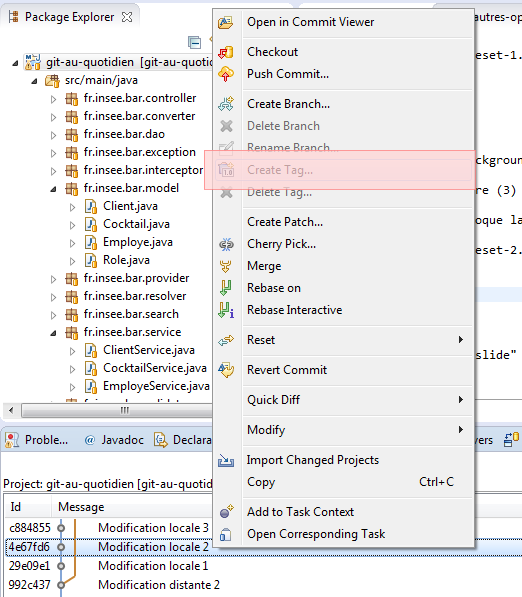 Package Explorer
autres-op
git-au-quotidien [git-au-quotid
src/main/java
fr.insee.bar.controller
fr.insee.bar.converter
fr.insee.bar.dao
fr.insee.bar.exception
fr.insee.bar.interceptor
fr.insee.bar.model
Client.java
Cocktail.java
Employe.java
Role.java
fr.insee.bar.provider
fr.insee.bar.resolver
fr.insee.bar.search
fr.insee.bar.service
ClientService.java
CocktailService.java
EmployeService.java
Open in Commit Viewer
Checkout
Push Commit...
Create Branch...
Delete Branch
Rename Branch...
Create Tag...
Delete Tag...
Create Patch...
Cherry Pick...
Merge
Rebase on
Rebase Interactive
Reset
Revert Commit
Quick Diff
Modify
Import Changed Projects
Copy Ctrl+C
Add to Task Context
Open Corresponding Task
eset-1.
ckgroun
re (3)
oque la
eset-2.
slide"
Proble... Javadoc Declara vers
Project: git-au-quotidien [git-au-quo
Id Message
c884855 Modification locale 3
4e67fd6 Modification locale 2
29e09e1 Modification locale 1
992c437 Modification distante 2